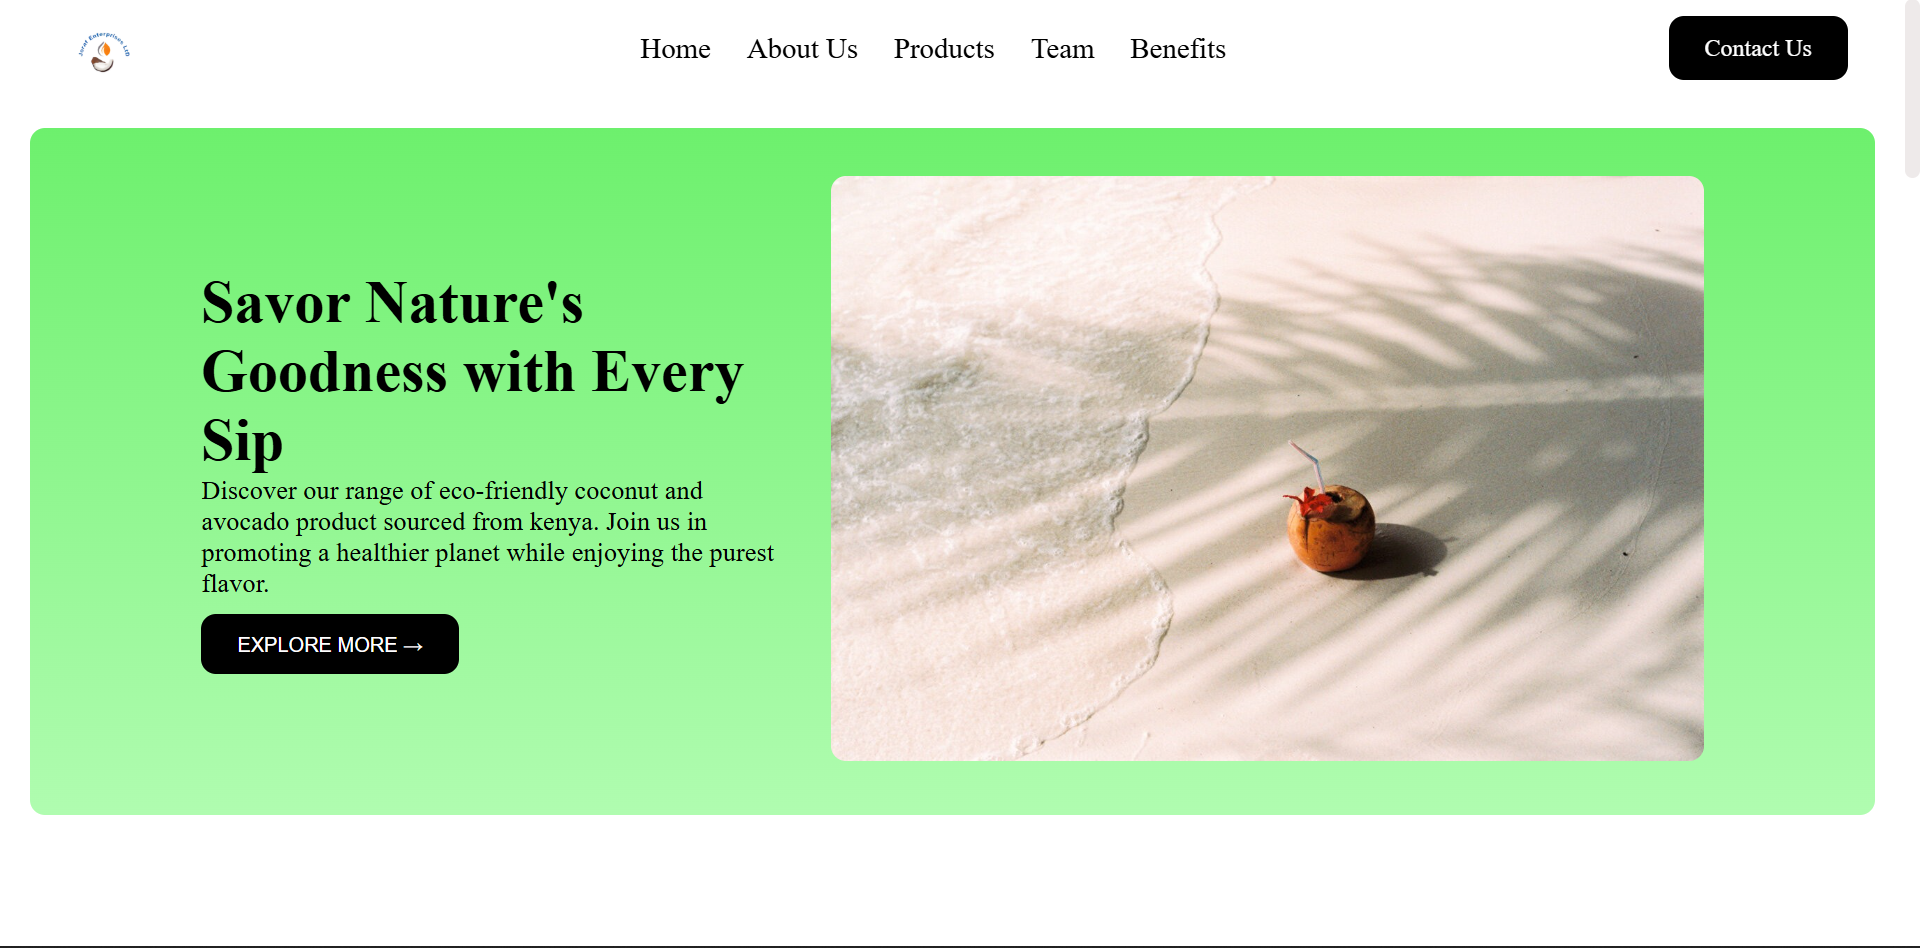 Jorat Enterprises Ltd
Home About Us Products Team Benefits
Contact Us
Savor Nature's
Goodness with Every
Sip
Discover our range of eco-friendly coconut and
avocado product sourced from kenya. Join us in
promoting a healthier planet while enjoying the purest
flavor.
EXPLORE MORE →